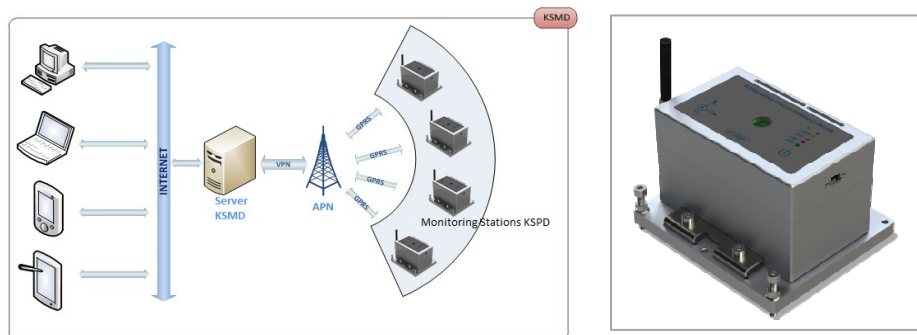 KSMD
INTERNET
Server
KSMD
VPN
APN
GPRS
GPRS
GPRS
GPRS
Monitoring Stations KSPD